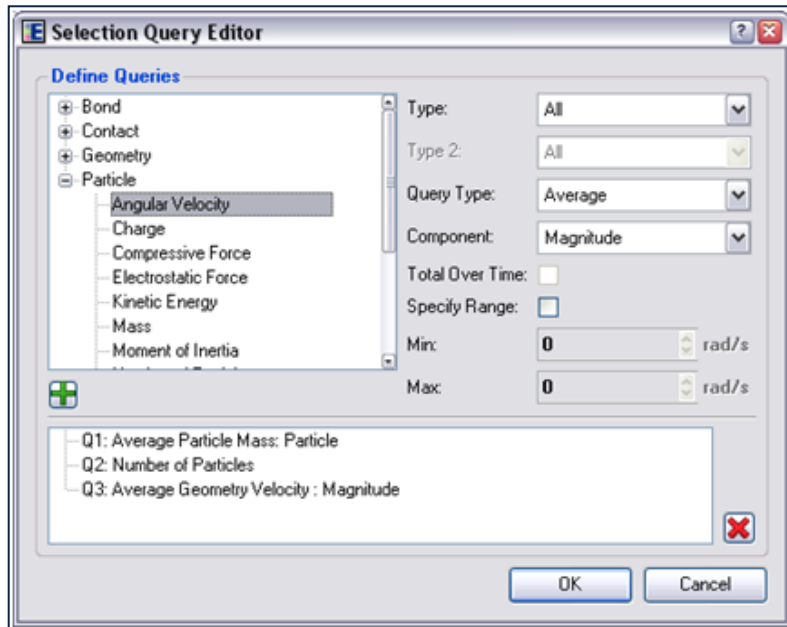 Selection Query Editor
Define Queries
Bond
Contact
Geometry
Particle
Angular Velocity
Charge
Compressive Force
Electrostatic Force
Kinetic Energy
Mass
Moment of Inertia
Type: All
Type 2: All
Query Type: Average
Component: Magnitude
Total Over Time:
Specify Range:
Min: 0 rad/s
Max: 0 rad/s
Q1: Average Particle Mass: Particle
Q2: Number of Particles
Q3: Average Geometry Velocity : Magnitude
OK Cancel